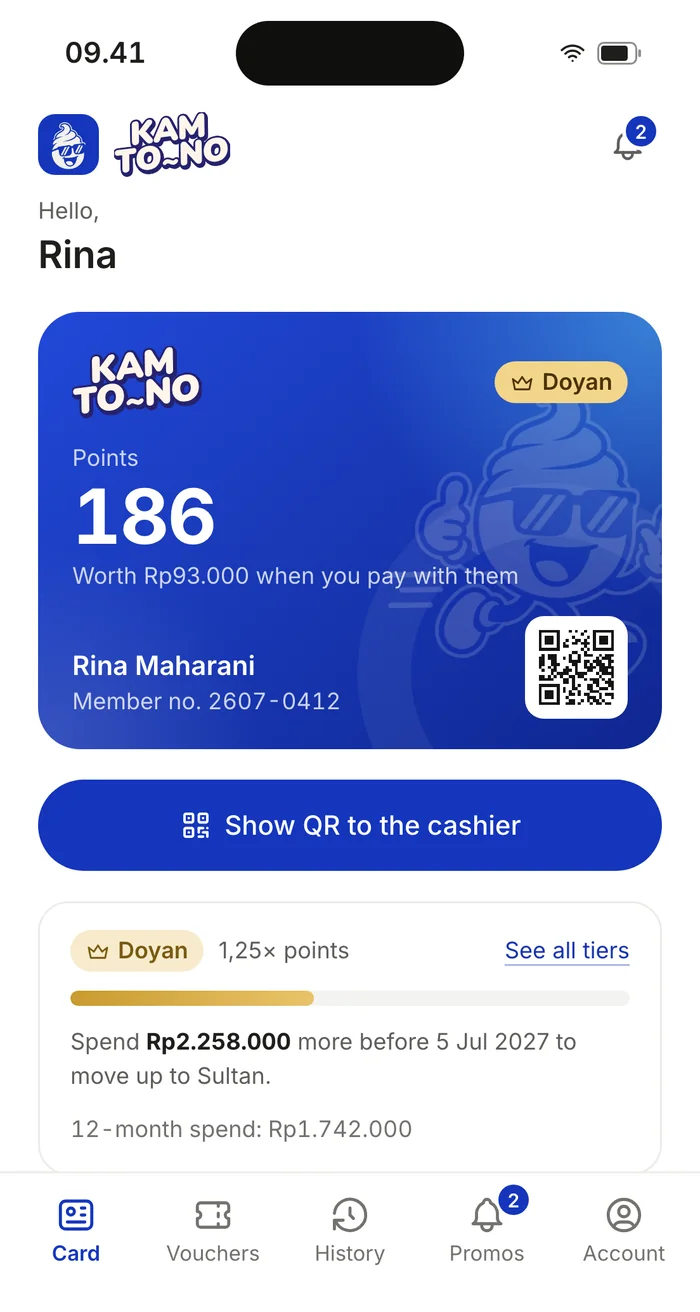 09.41
KAM
TO~NO
2
Hello,
Rina
KAM
TO~NO
Doyan
Points
186
Worth Rp93.000 when you pay with them
Rina Maharani
Member no. 2607-0412
Show QR to the cashier
Doyan
1,25× points
See all tiers
Spend Rp2.258.000 more before 5 Jul 2027 to
move up to Sultan.
12-month spend: Rp1.742.000
2
Card
Vouchers
History
Promos
Account